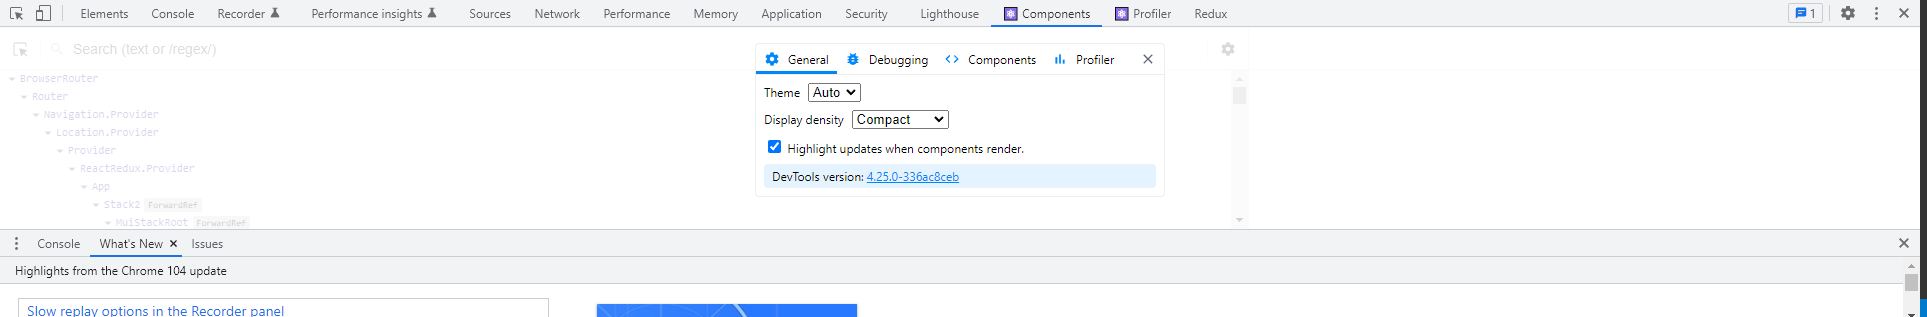 Elements Console Recorder Performance insights Sources Network Performance Memory Application Security Lighthouse Components Profiler Redux 1
Search (text or /regex/)
General Debugging Components Profiler
Theme Auto
Display density Compact
Highlight updates when components render.
DevTools version: 4.25.0-336ac8ceb
BrowserRouter
Router
Navigation.Provider
Location.Provider
Provider
ReactRedux.Provider
App
Stack2 ForwardRef
MuiStackRoot ForwardRef
Console What's New Issues
Highlights from the Chrome 104 update
Slow replay options in the Recorder panel